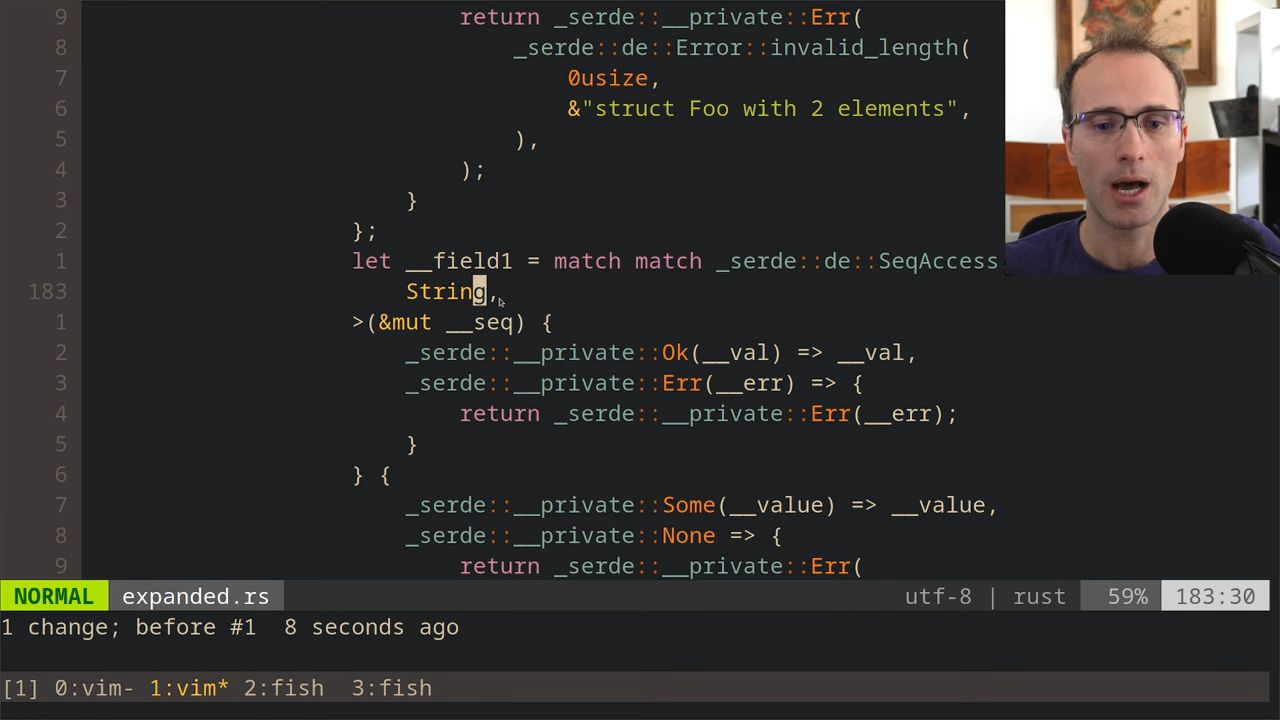 9 return _serde::__private::Err(
8 _serde::de::Error::invalid_length(
7 0usize,
6 &"struct Foo with 2 elements",
5 ),
4 );
3 }
2 };
1 let __field1 = match match _serde::de::SeqAccess
183 String,
1 >(&mut __seq) {
2 _serde::__private::Ok(__val) => __val,
3 _serde::__private::Err(__err) => {
4 return _serde::__private::Err(__err);
5 }
6 } {
7 _serde::__private::Some(__value) => __value,
8 _serde::__private::None => {
9 return _serde::__private::Err(
NORMAL expanded.rs utf-8 | rust 59% 183:30
1 change; before #1 8 seconds ago
[1] 0:vim- 1:vim* 2:fish 3:fish